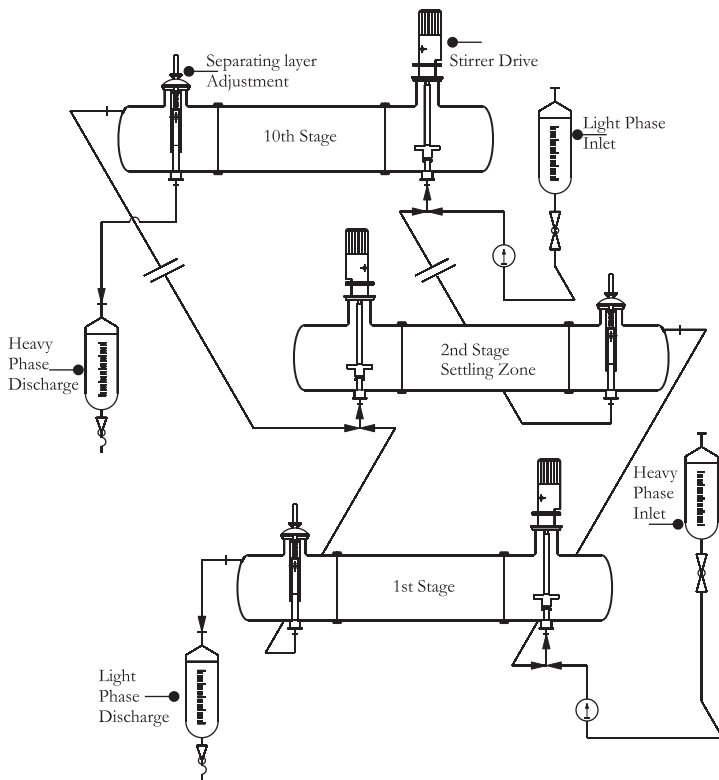 Separating layer
Adjustment
Stirrer Drive
10th Stage
Light Phase
Inlet
Heavy
Phase
Discharge
2nd Stage
Settling Zone
Heavy
Phase
Inlet
1st Stage
Light
Phase
Discharge